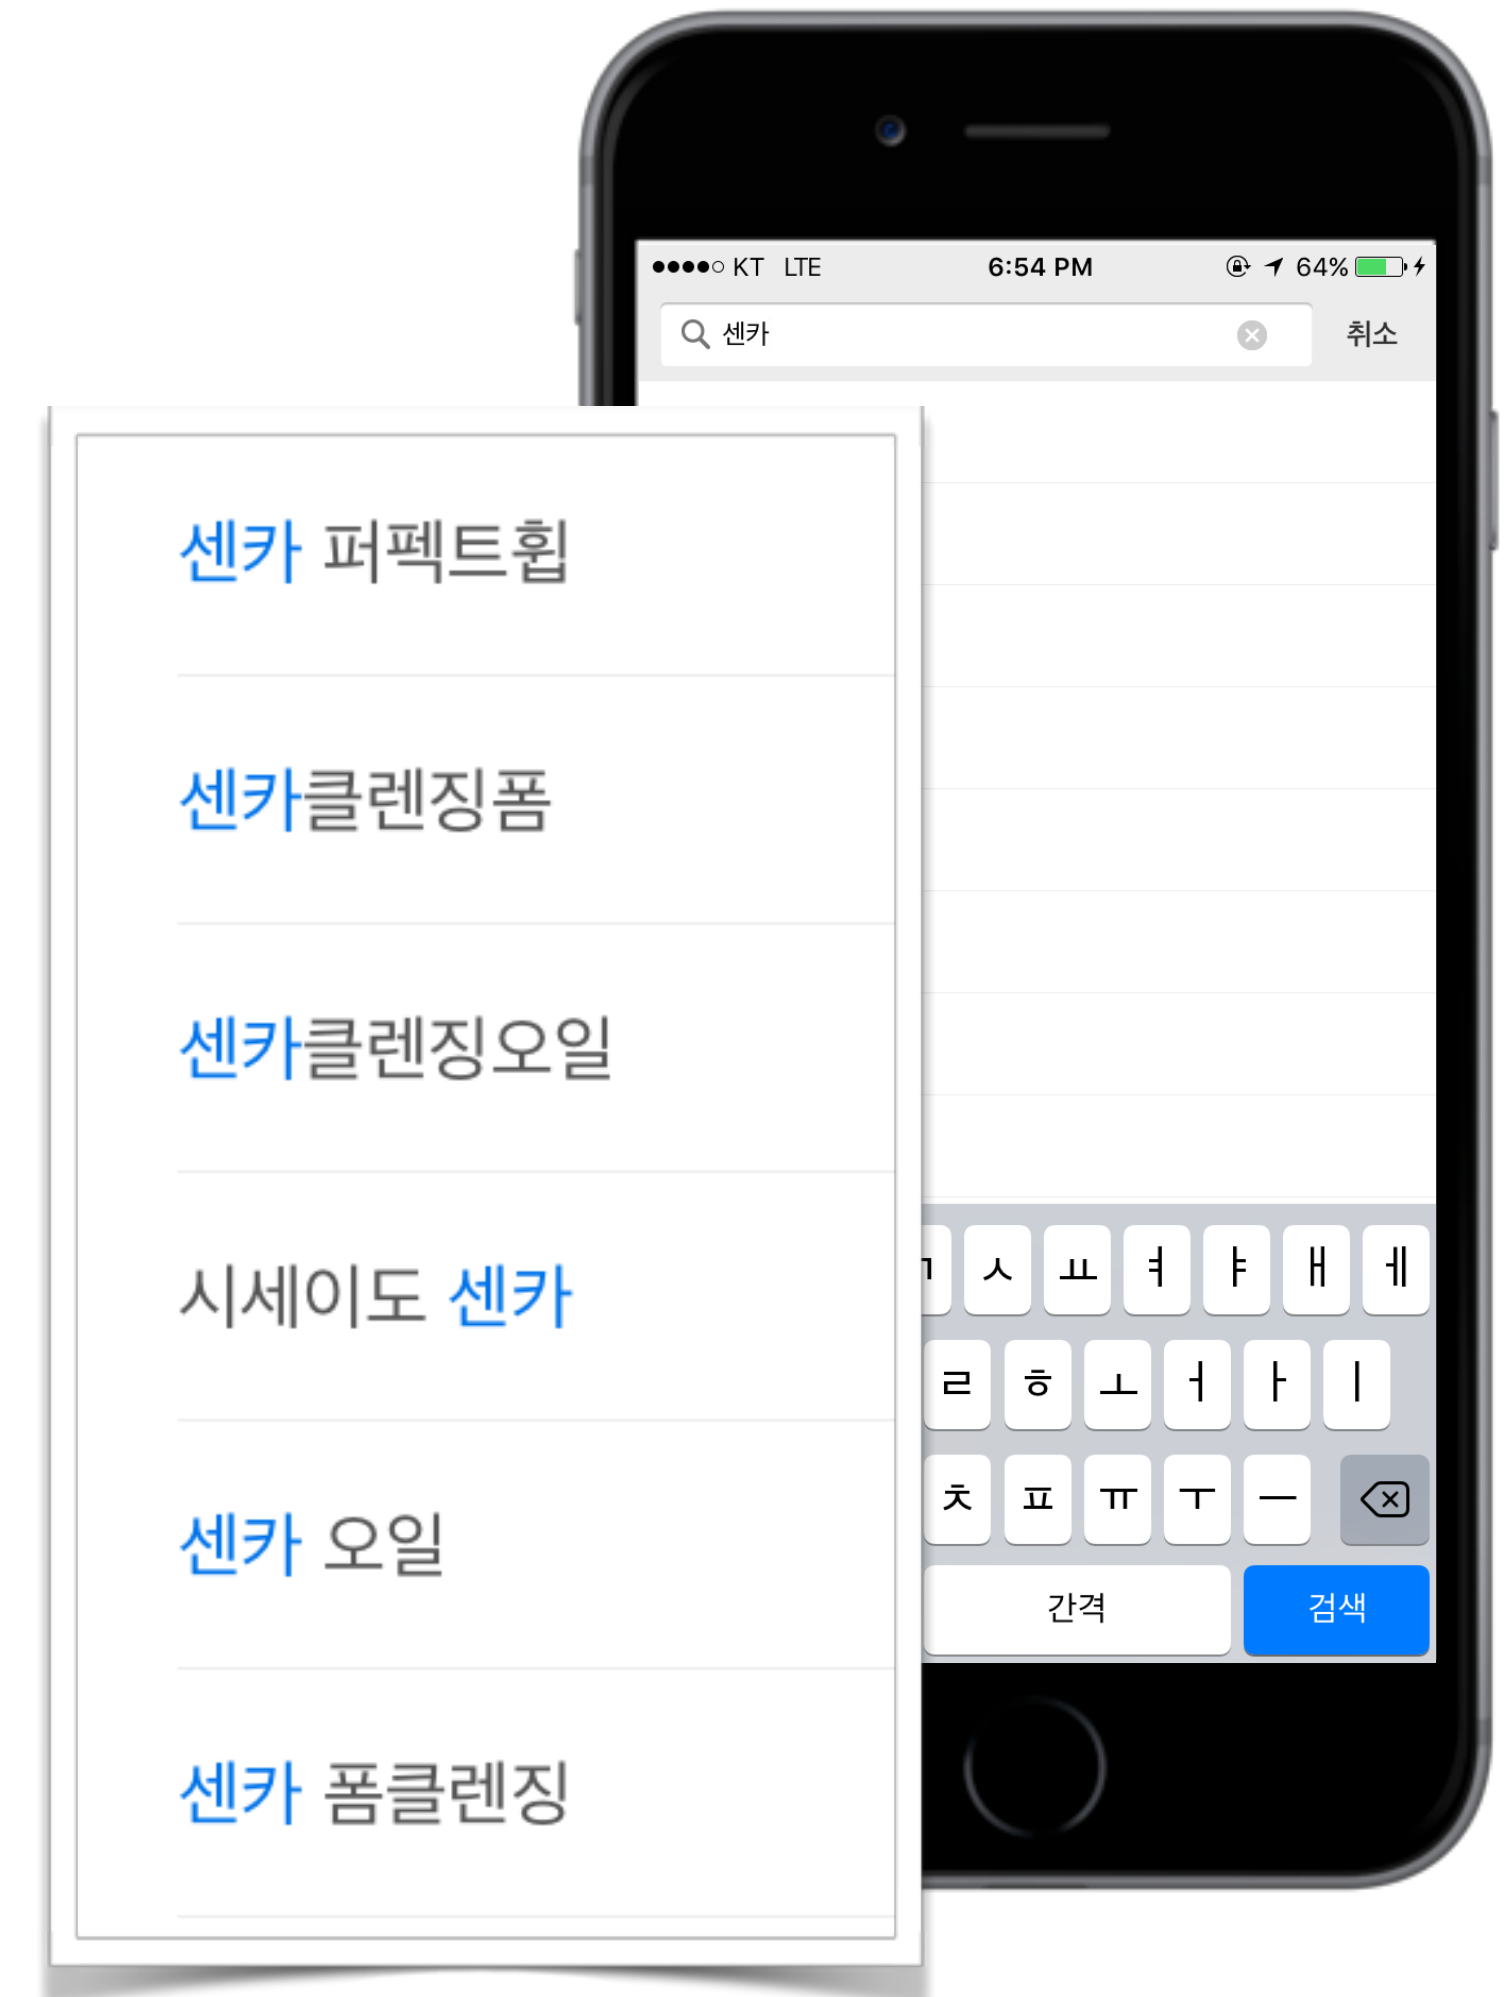 KT LTE 6:54 PM 64%
센카 취소
센카 퍼펙트휩
센카클렌징폼
센카클렌징오일
시세이도 센카
센카 오일
센카 폼클렌징
ㄱ ㅅ ㅛ ㅕ ㅑ ㅐ ㅔ
ㄹ ㅎ ㅗ ㅓ ㅏ ㅣ
ㅊ ㅍ ㅠ ㅜ ㅡ
간격 검색